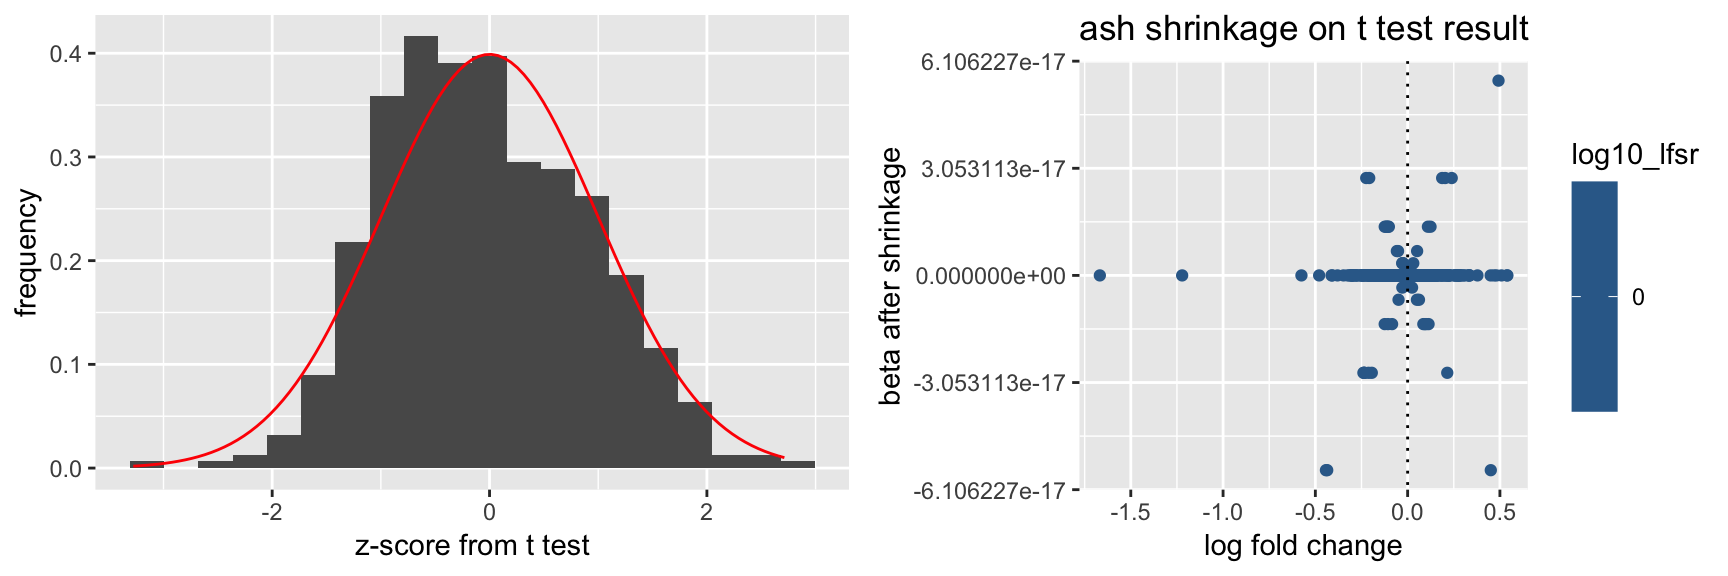 0.4
0.3
0.2
0.1
0.0
frequency
-2
0
2
z-score from t test
ash shrinkage on t test result
6.106227e-17
3.053113e-17
0.000000e+00
-3.053113e-17
-6.106227e-17
beta after shrinkage
-1.5
-1.0
-0.5
0.0
0.5
log fold change
log10_lfsr
0